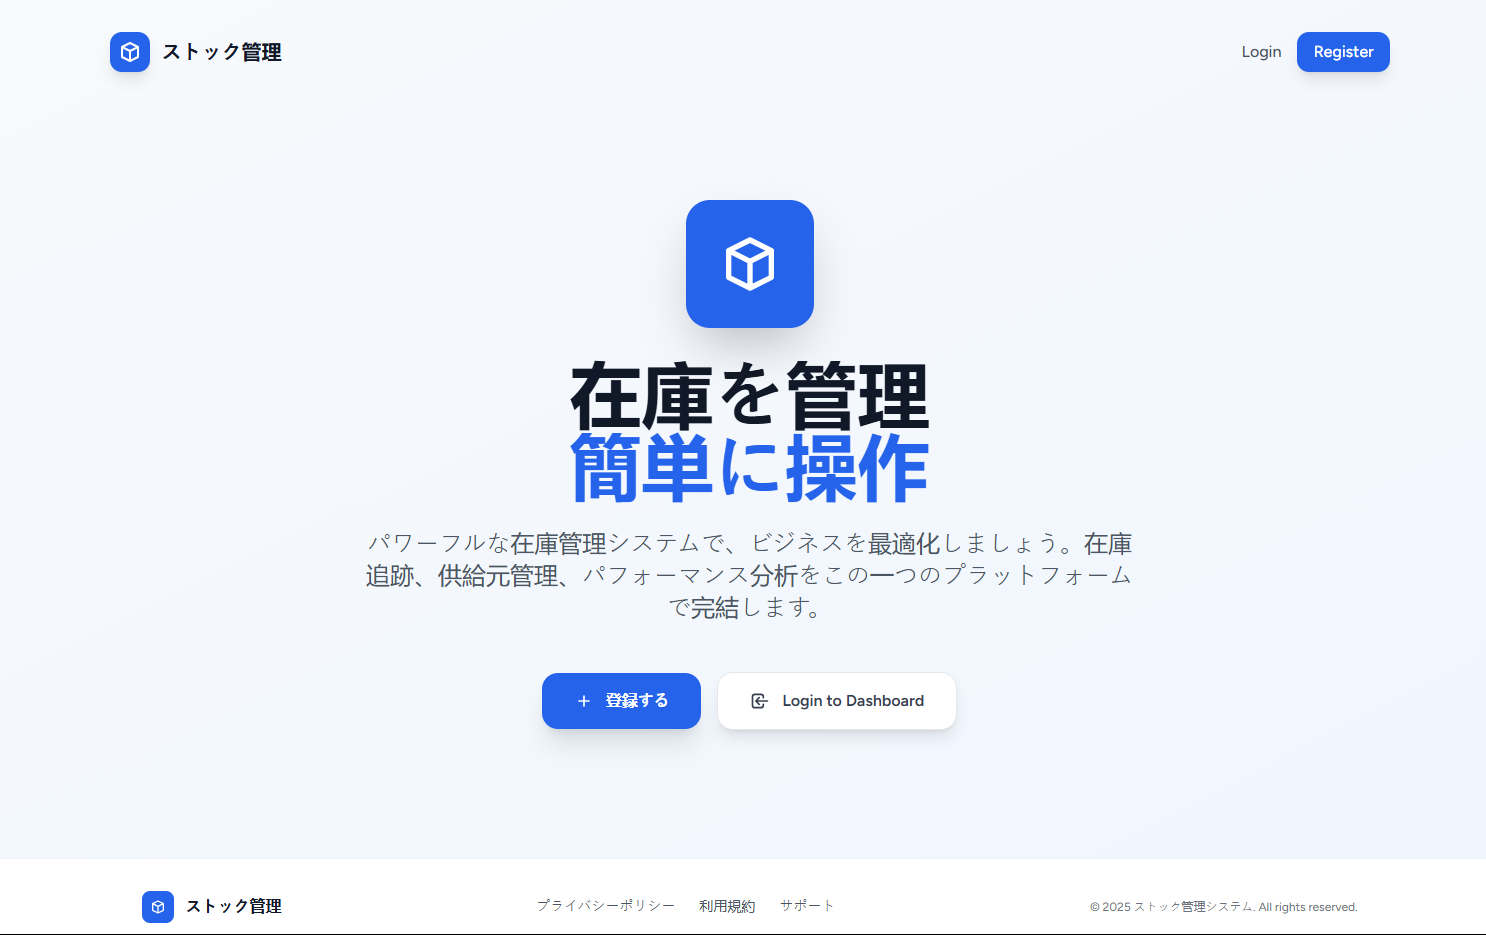 ストック管理
Login
Register
在庫を管理
簡単に操作
パワーフルな在庫管理システムで、ビジネスを最適化しましょう。在庫
追跡、供給元管理、パフォーマンス分析をこの一つのプラットフォーム
で完結します。
登録する
Login to Dashboard
ストック管理
プライバシーポリシー
利用規約
サポート
© 2025 ストック管理システム. All rights reserved.